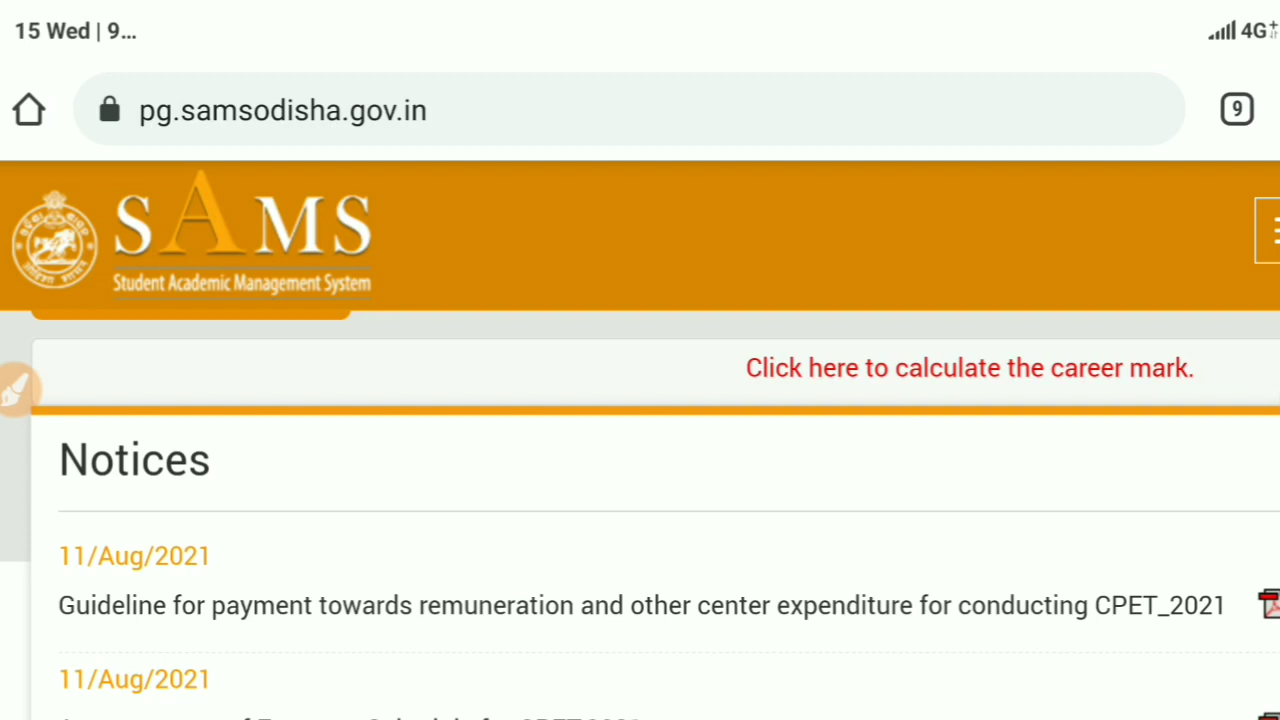 15 Wed | 9...
4G+
pg.samsodisha.gov.in
9
SAMS
Student Academic Management System
Click here to calculate the career mark.
Notices
11/Aug/2021
Guideline for payment towards remuneration and other center expenditure for conducting CPET_2021
11/Aug/2021